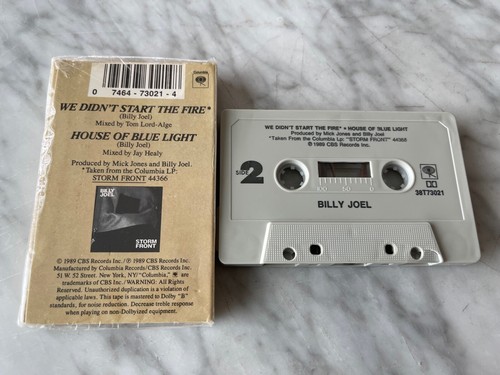 0 7464-73021-4
WE DIDN'T START THE FIRE*
(Billy Joel)
Mixed by Tom Lord-Alge
HOUSE OF BLUE LIGHT
(Billy Joel)
Mixed by Jay Healy
Produced by Mick Jones and Billy Joel.
*Taken from the Columbia LP:
STORM FRONT 44366
BILLY
JOEL
STORM
FRONT
© 1989 CBS Records Inc./℗ 1989 CBS Records Inc./
Manufactured by Columbia Records/CBS Records Inc.
51 W. 52 Street, New York, NY/"Columbia," are
trademarks of CBS Inc./WARNING: All Rights
Reserved. Unauthorized duplication is a violation of
applicable laws. This tape is mastered to Dolby "B"
standards, for noise reduction. Decrease treble response
when playing on non-Dolbyized equipment.
WE DIDN'T START THE FIRE* • HOUSE OF BLUE LIGHT
Produced by Mick Jones and Billy Joel
*Taken from the Columbia Lp: "STORM FRONT" 44366
℗ 1989 CBS Records Inc.
SIDE 2
100 50 0
38T73021
BILLY JOEL